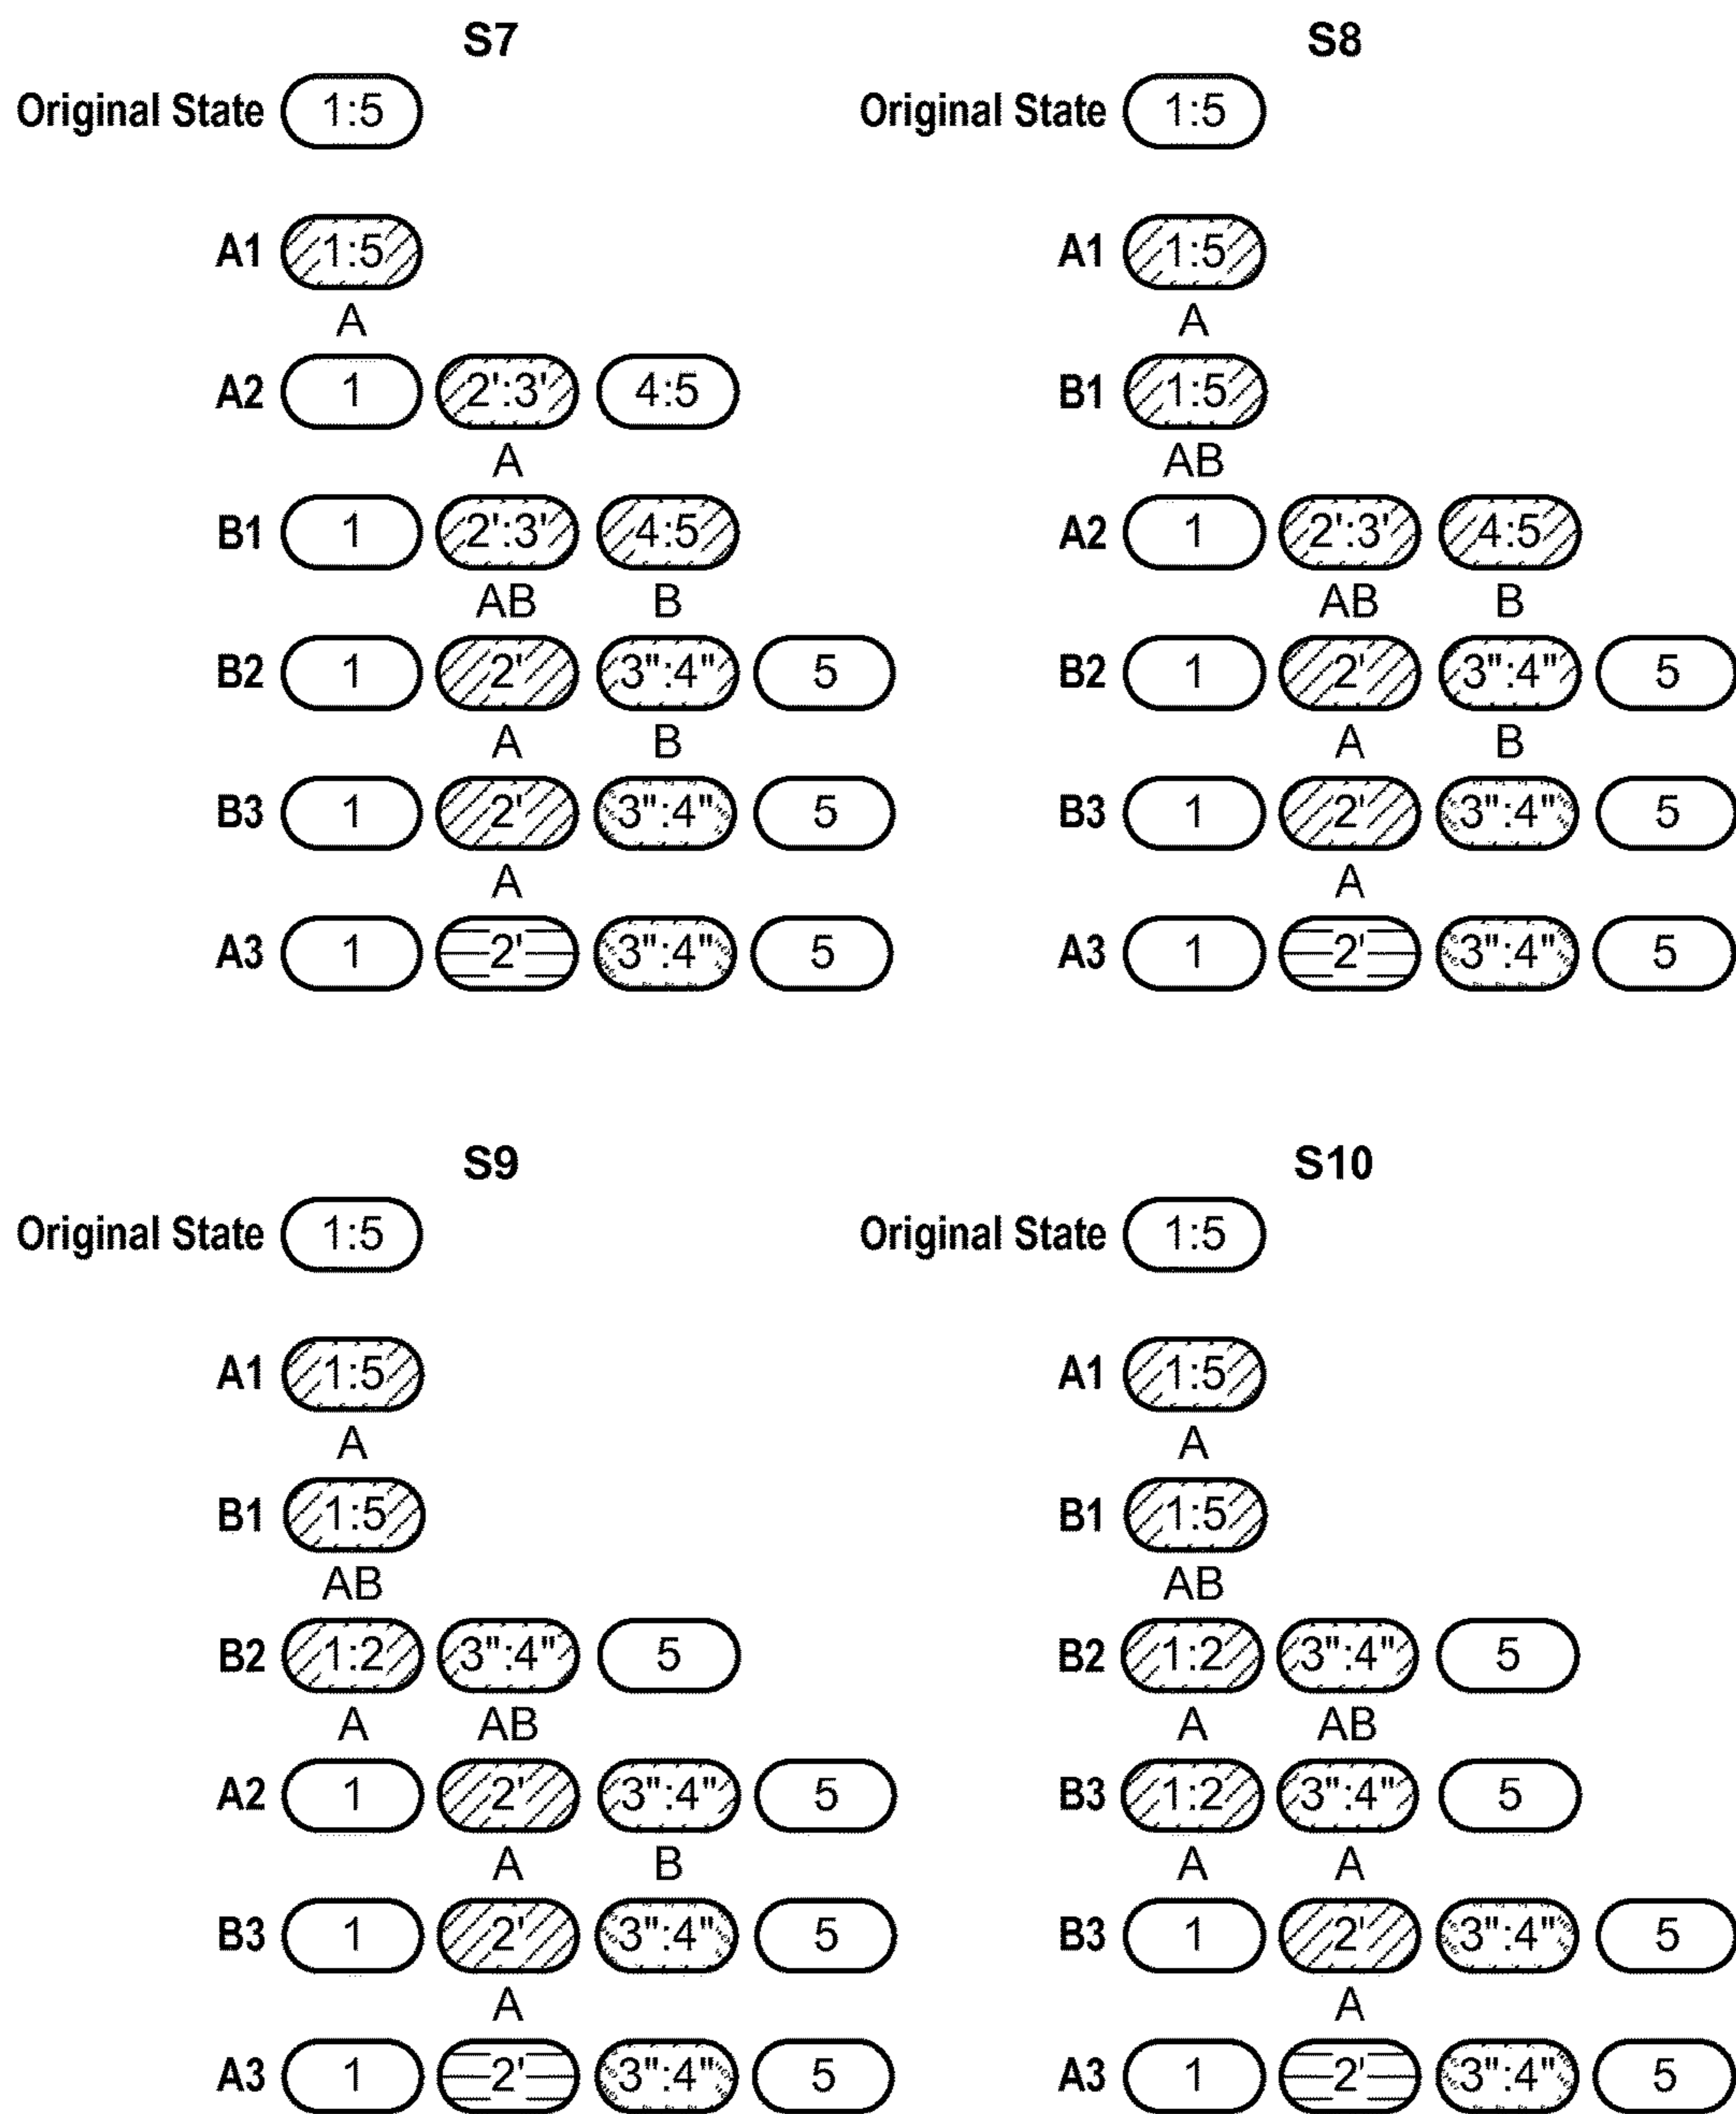 S7
Original State 1:5
A1 1:5
A
A2 1 2':3' 4:5
A
B1 1 2':3' 4:5
AB B
B2 1 2' 3":4" 5
A B
B3 1 2' 3":4" 5
A
A3 1 2' 3":4" 5
S8
Original State 1:5
A1 1:5
A
B1 1:5
AB
A2 1 2':3' 4:5
AB B
B2 1 2' 3":4" 5
A B
B3 1 2' 3":4" 5
A
A3 1 2' 3":4" 5
S9
Original State 1:5
A1 1:5
A
B1 1:5
AB
B2 1:2 3":4" 5
A AB
A2 1 2' 3":4" 5
A B
B3 1 2' 3":4" 5
A
A3 1 2' 3":4" 5
S10
Original State 1:5
A1 1:5
A
B1 1:5
AB
B2 1:2 3":4" 5
A AB
B3 1:2 3":4" 5
A A
B3 1 2' 3":4" 5
A
A3 1 2' 3":4" 5